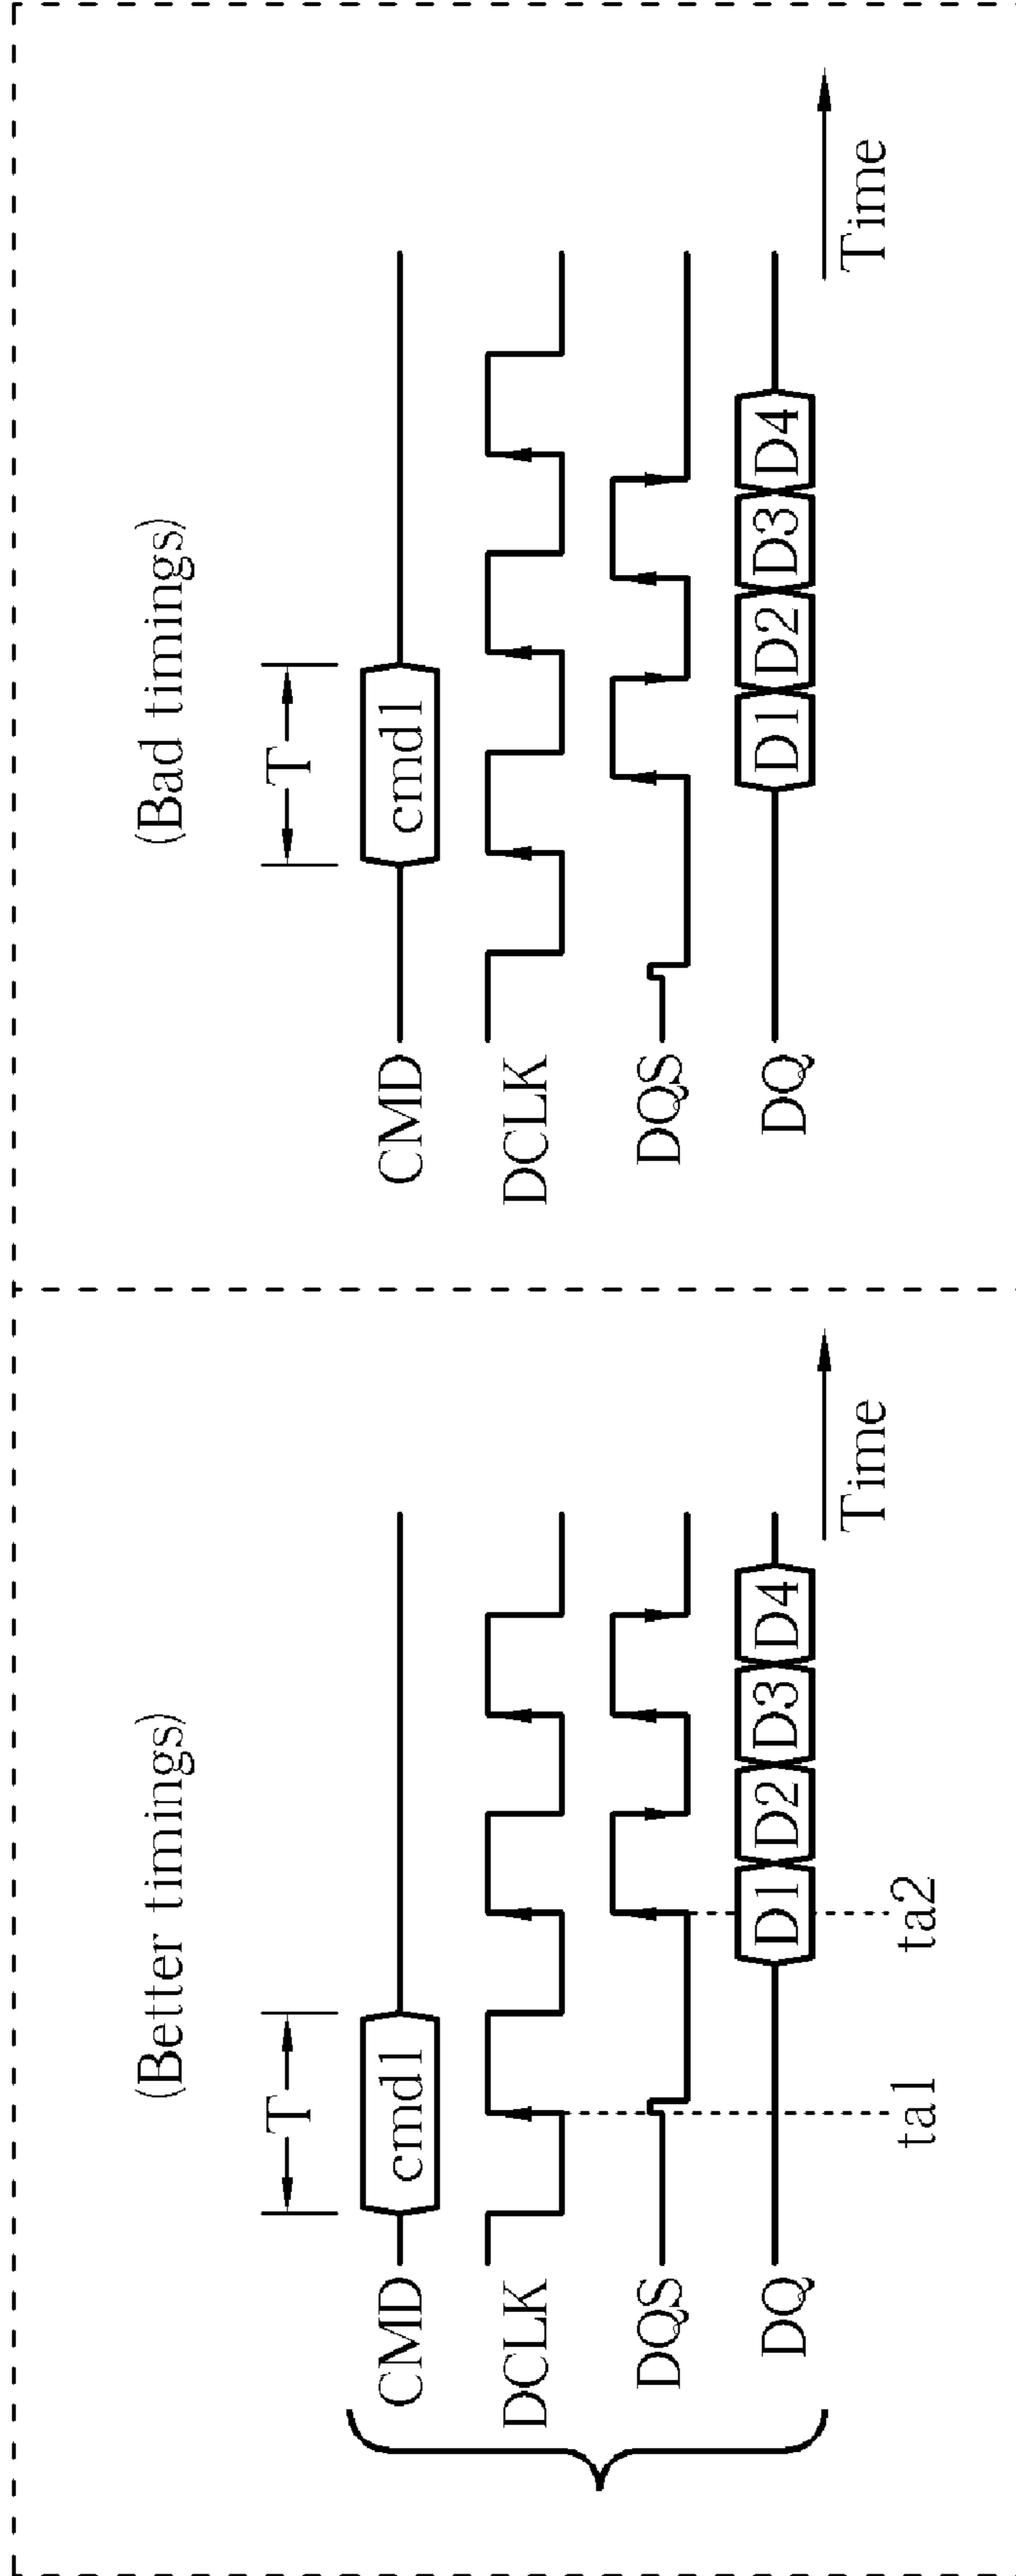 (Better timings)
T
CMD
cmd1
DCLK
DQS
DQ
D1 D2 D3 D4
Time
ta1
ta2
(Bad timings)
T
CMD
cmd1
DCLK
DQS
DQ
D1 D2 D3 D4
Time